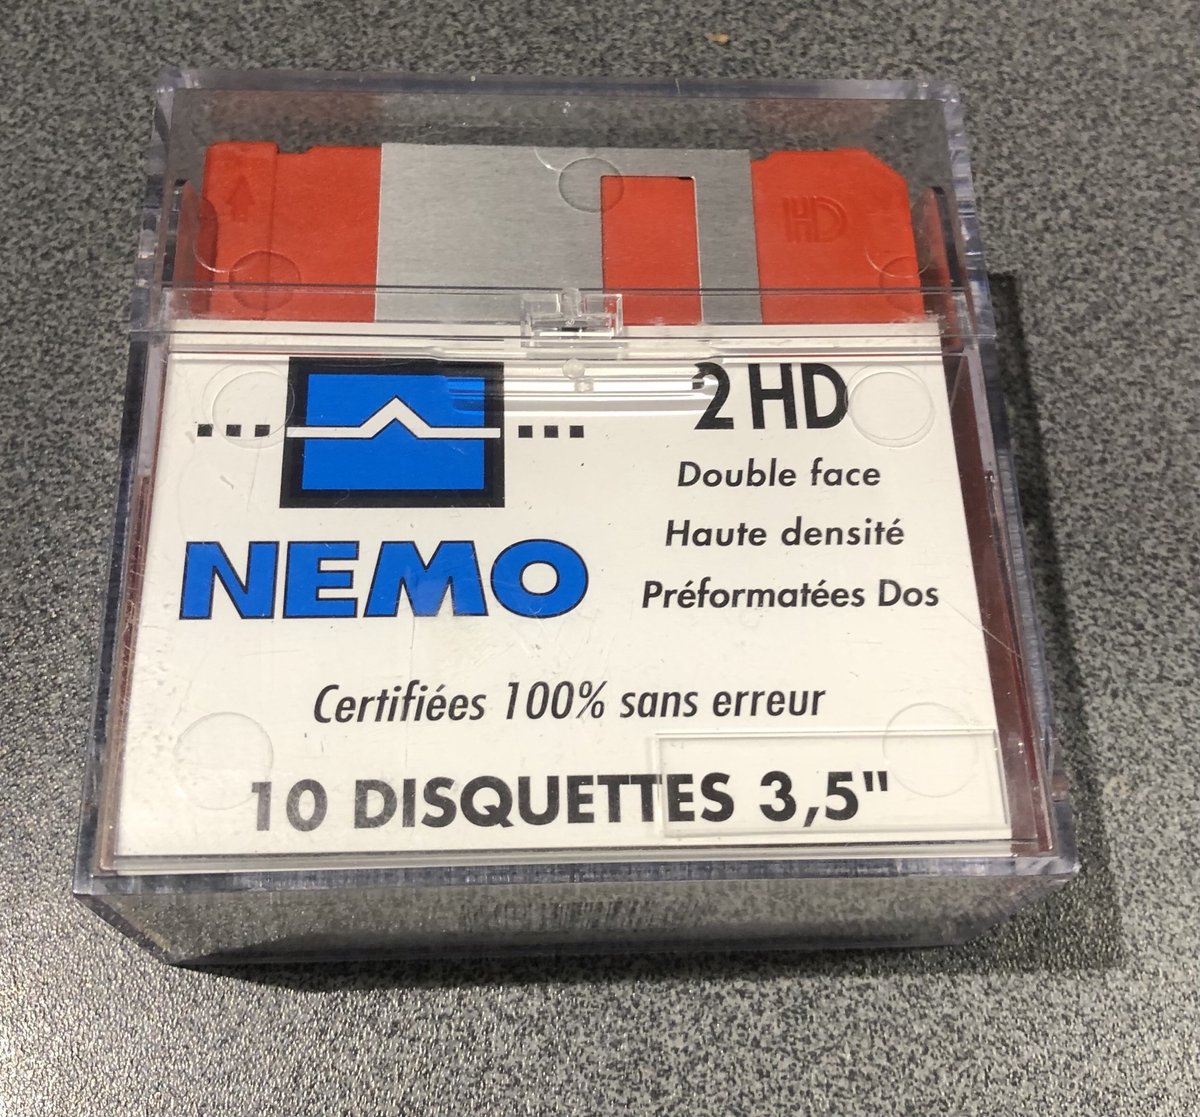 HD
2 HD
Double face
Haute densité
Préformatées Dos
NEMO
Certifiées 100% sans erreur
10 DISQUETTES 3,5"